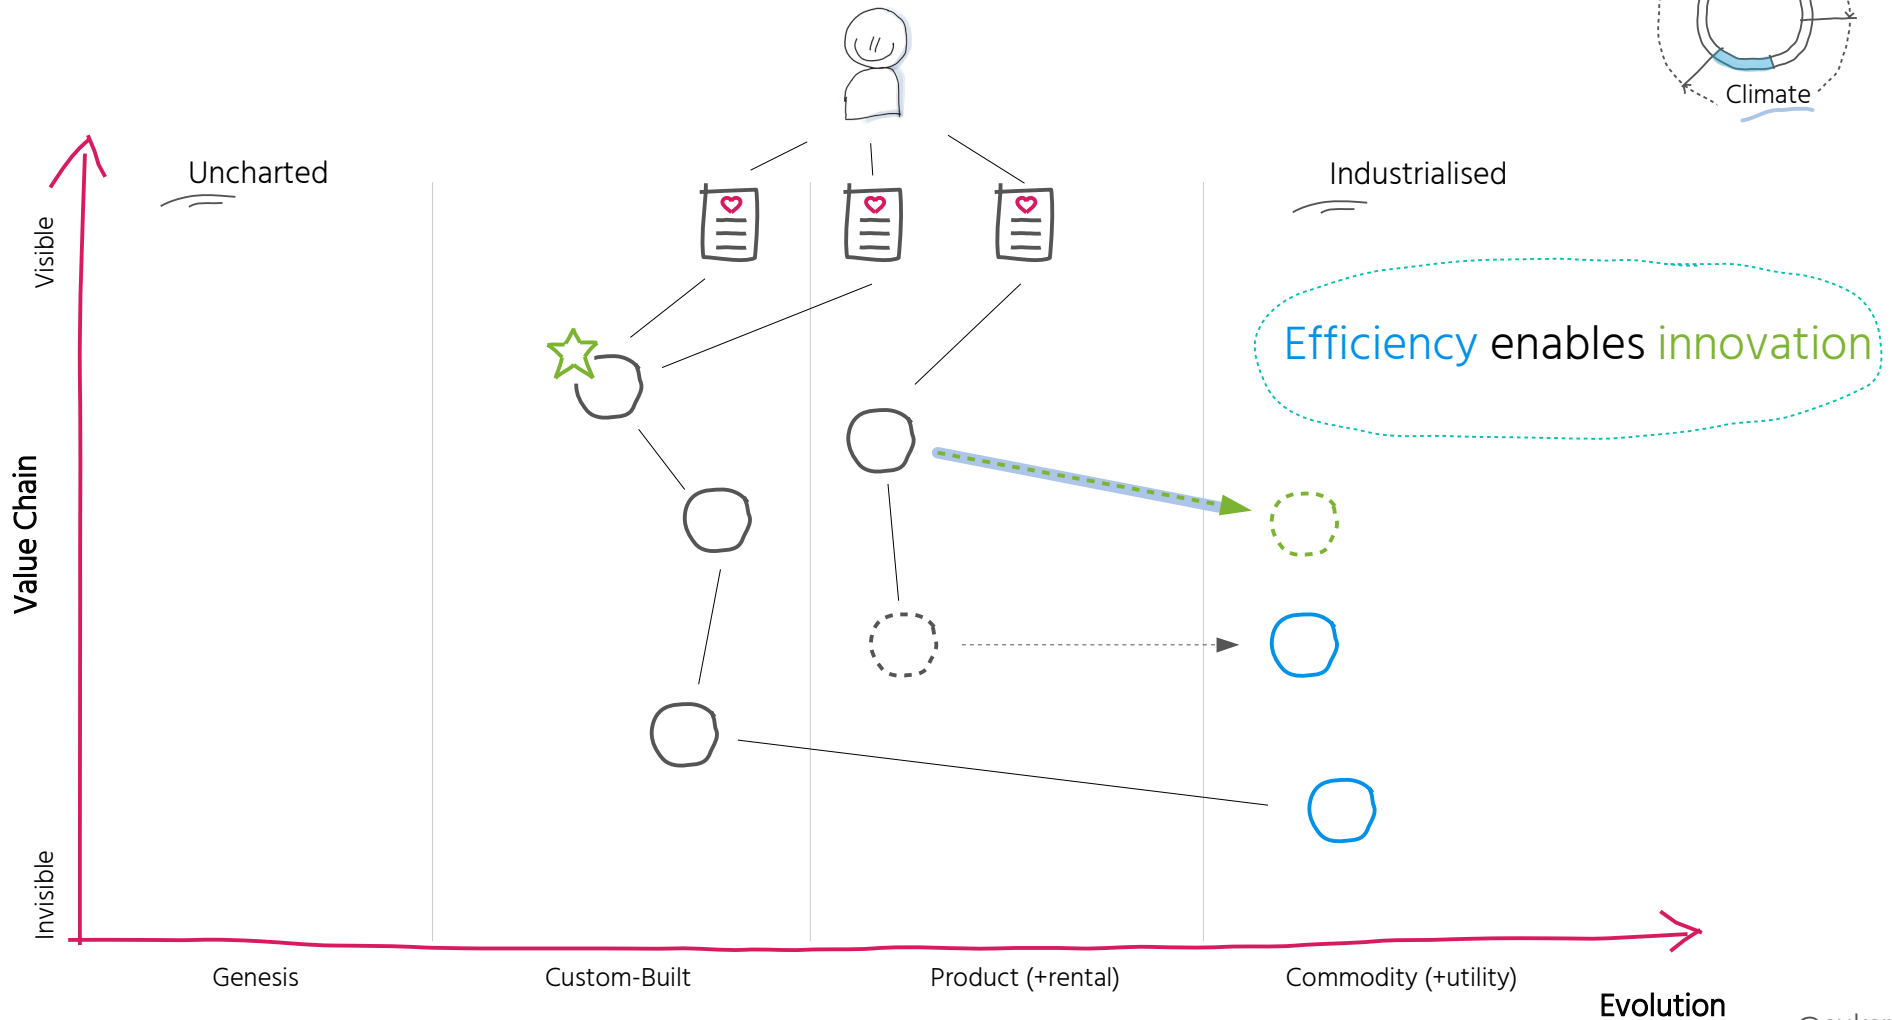 Climate
Uncharted
Industrialised
Visible
Efficiency enables innovation
Value Chain
Invisible
Genesis
Custom-Built
Product (+rental)
Commodity (+utility)
Evolution